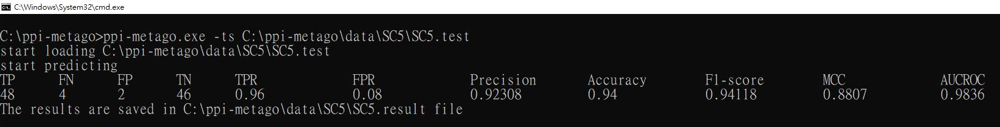 C:\Windows\System32\cmd.exe
C:\ppi-metago>ppi-metago.exe -ts C:\ppi-metago\data\SC5\SC5.test
start loading C:\ppi-metago\data\SC5\SC5.test
start predicting
TP FN FP TN TPR FPR Precision Accuracy F1-score MCC AUCROC
48 4 2 46 0.96 0.08 0.92308 0.94 0.94118 0.8807 0.9836
The results are saved in C:\ppi-metago\data\SC5\SC5.result file